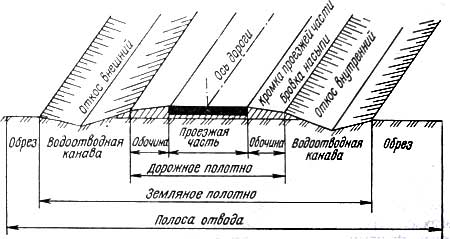 Откос внешний
Ось дороги
Кромка проезжей части
Бровка насыпи
Откос внутренний
Обрез
Водоотводная
канава
Обочина
Проезжая
часть
Обочина
Водоотводная
канава
Обрез
Дорожное полотно
Земляное полотно
Полоса отвода